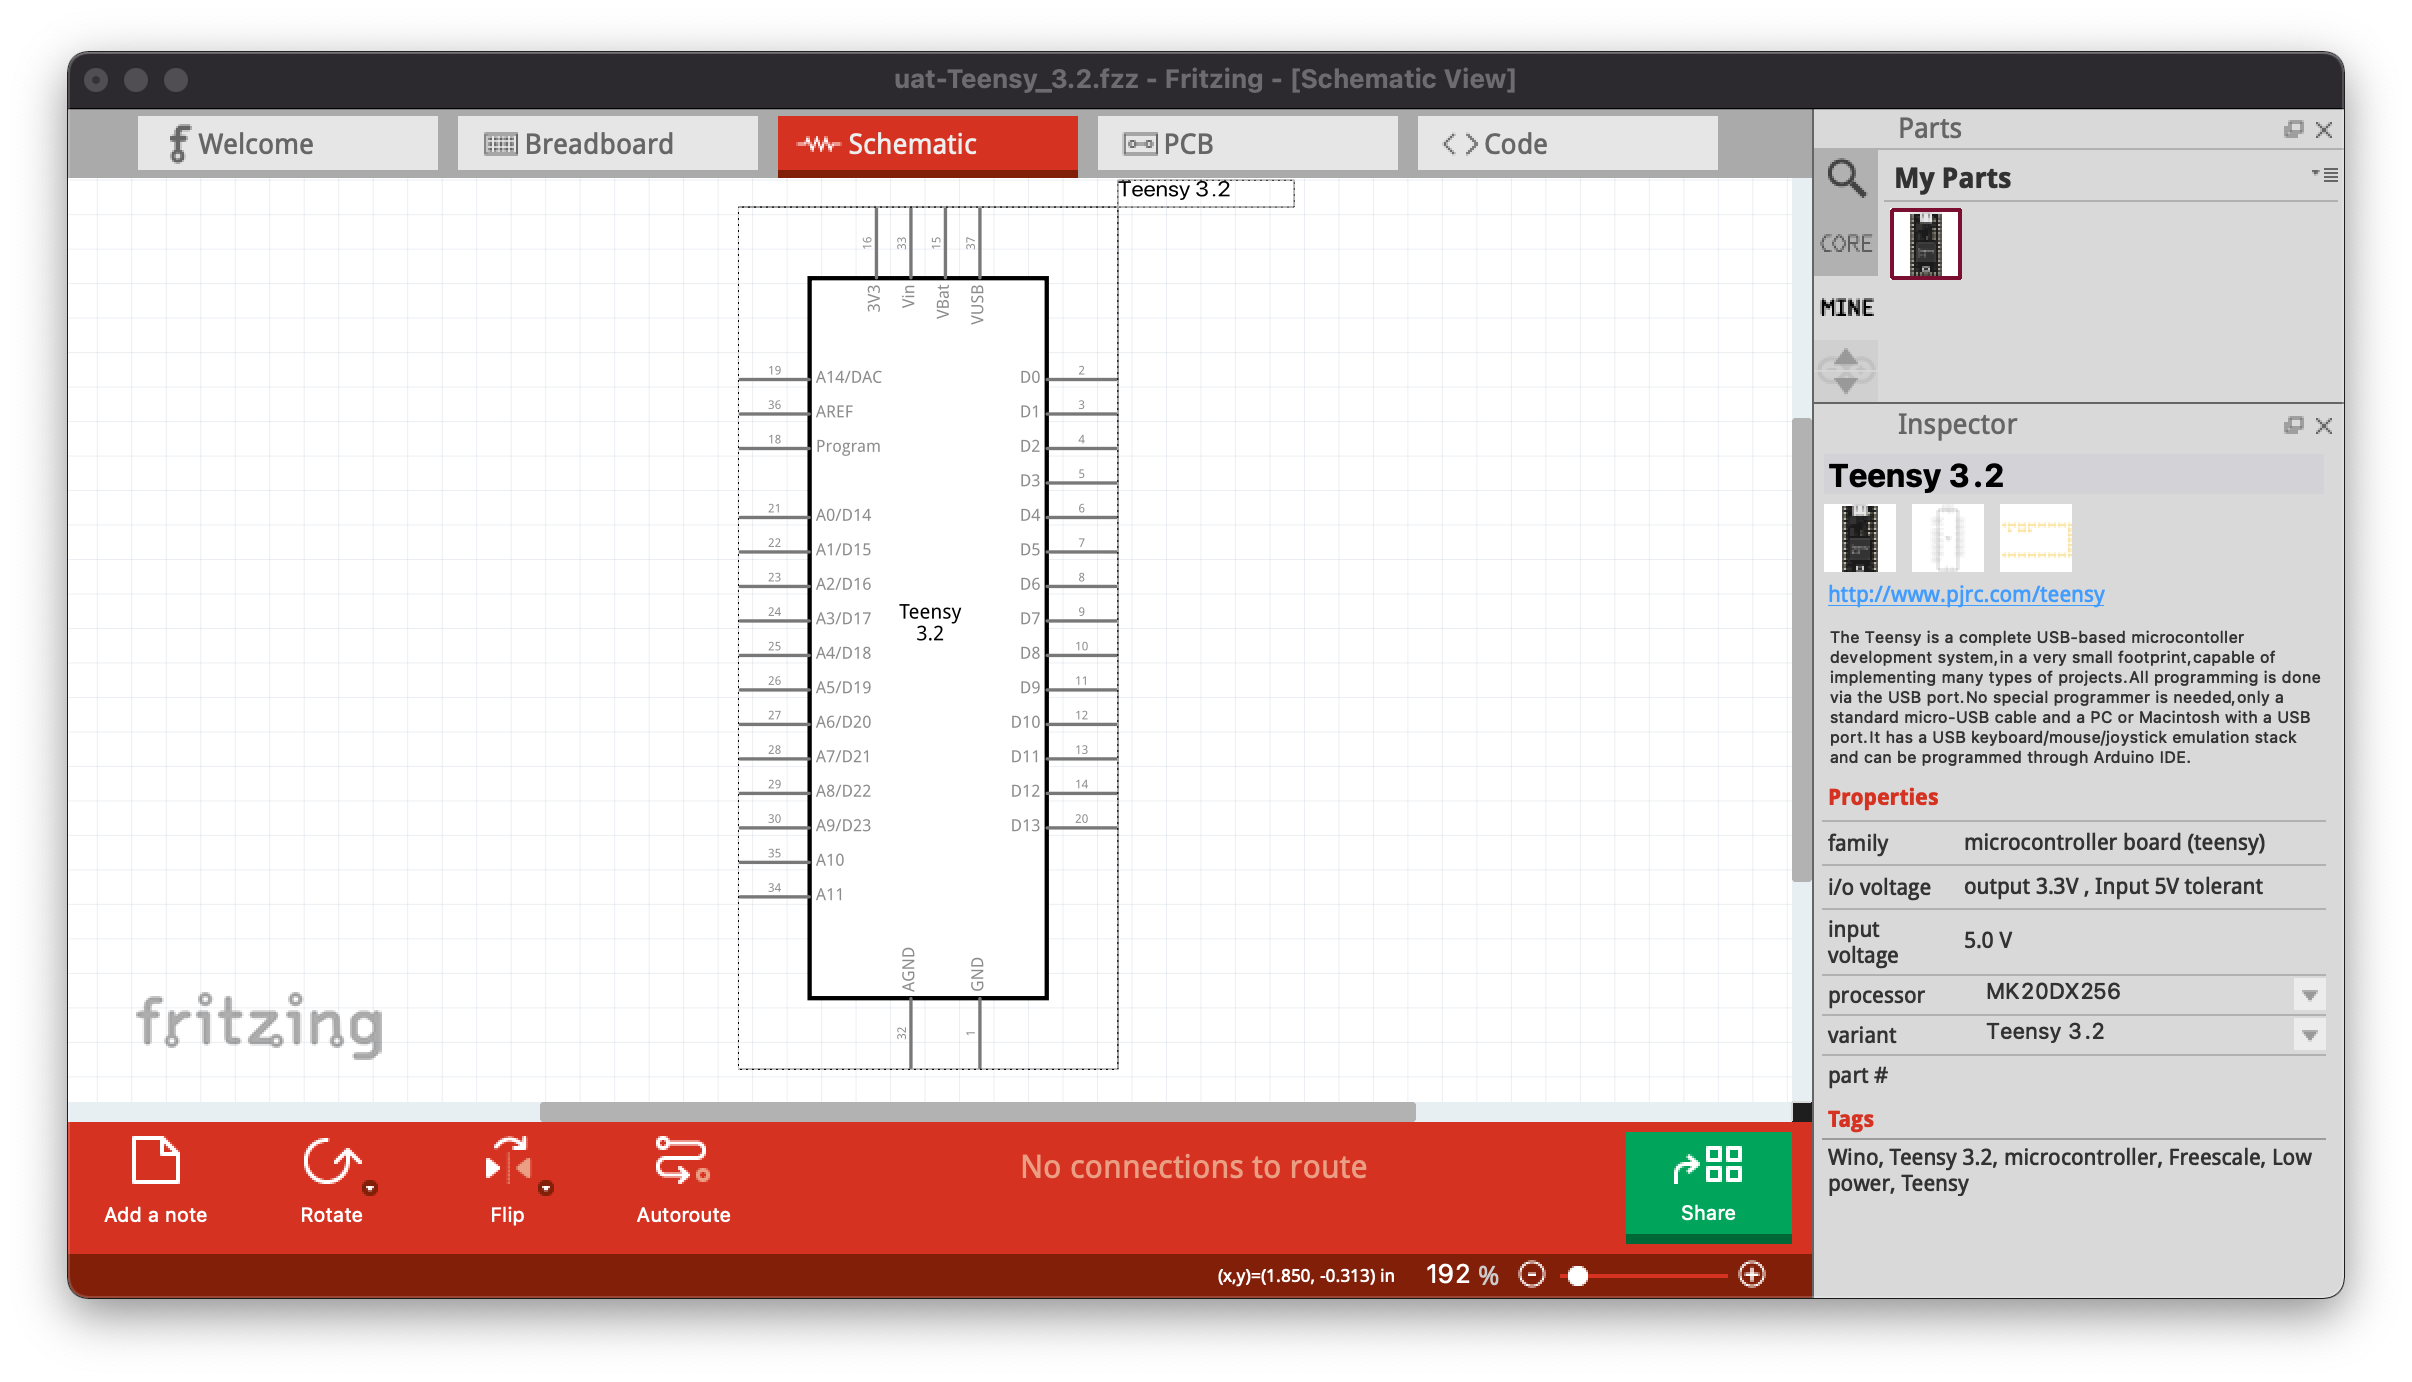 uat-Teensy_3.2.fzz - Fritzing - [Schematic View]
Welcome
Breadboard
Schematic
PCB
Code
Teensy 3.2
16
33
15
37
3V3
Vin
VBat
VUSB
19 A14/DAC
36 AREF
18 Program
21 A0/D14
22 A1/D15
23 A2/D16
24 A3/D17
25 A4/D18
26 A5/D19
27 A6/D20
28 A7/D21
29 A8/D22
30 A9/D23
35 A10
34 A11
Teensy
3.2
D0 2
D1 3
D2 4
D3 5
D4 6
D5 7
D6 8
D7 9
D8 10
D9 11
D10 12
D11 13
D12 14
D13 20
AGND
GND
32
1
fritzing
Add a note
Rotate
Flip
Autoroute
No connections to route
Share
(x,y)=(1.850, -0.313) in
192 %
Parts
My Parts
CORE
MINE
Inspector
Teensy 3.2
http://www.pjrc.com/teensy
The Teensy is a complete USB-based microcontoller
development system,in a very small footprint,capable of
implementing many types of projects.All programming is done
via the USB port.No special programmer is needed,only a
standard micro-USB cable and a PC or Macintosh with a USB
port.It has a USB keyboard/mouse/joystick emulation stack
and can be programmed through Arduino IDE.
Properties
family microcontroller board (teensy)
i/o voltage output 3.3V , Input 5V tolerant
input
voltage 5.0 V
processor MK20DX256
variant Teensy 3.2
part #
Tags
Wino, Teensy 3.2, microcontroller, Freescale, Low
power, Teensy